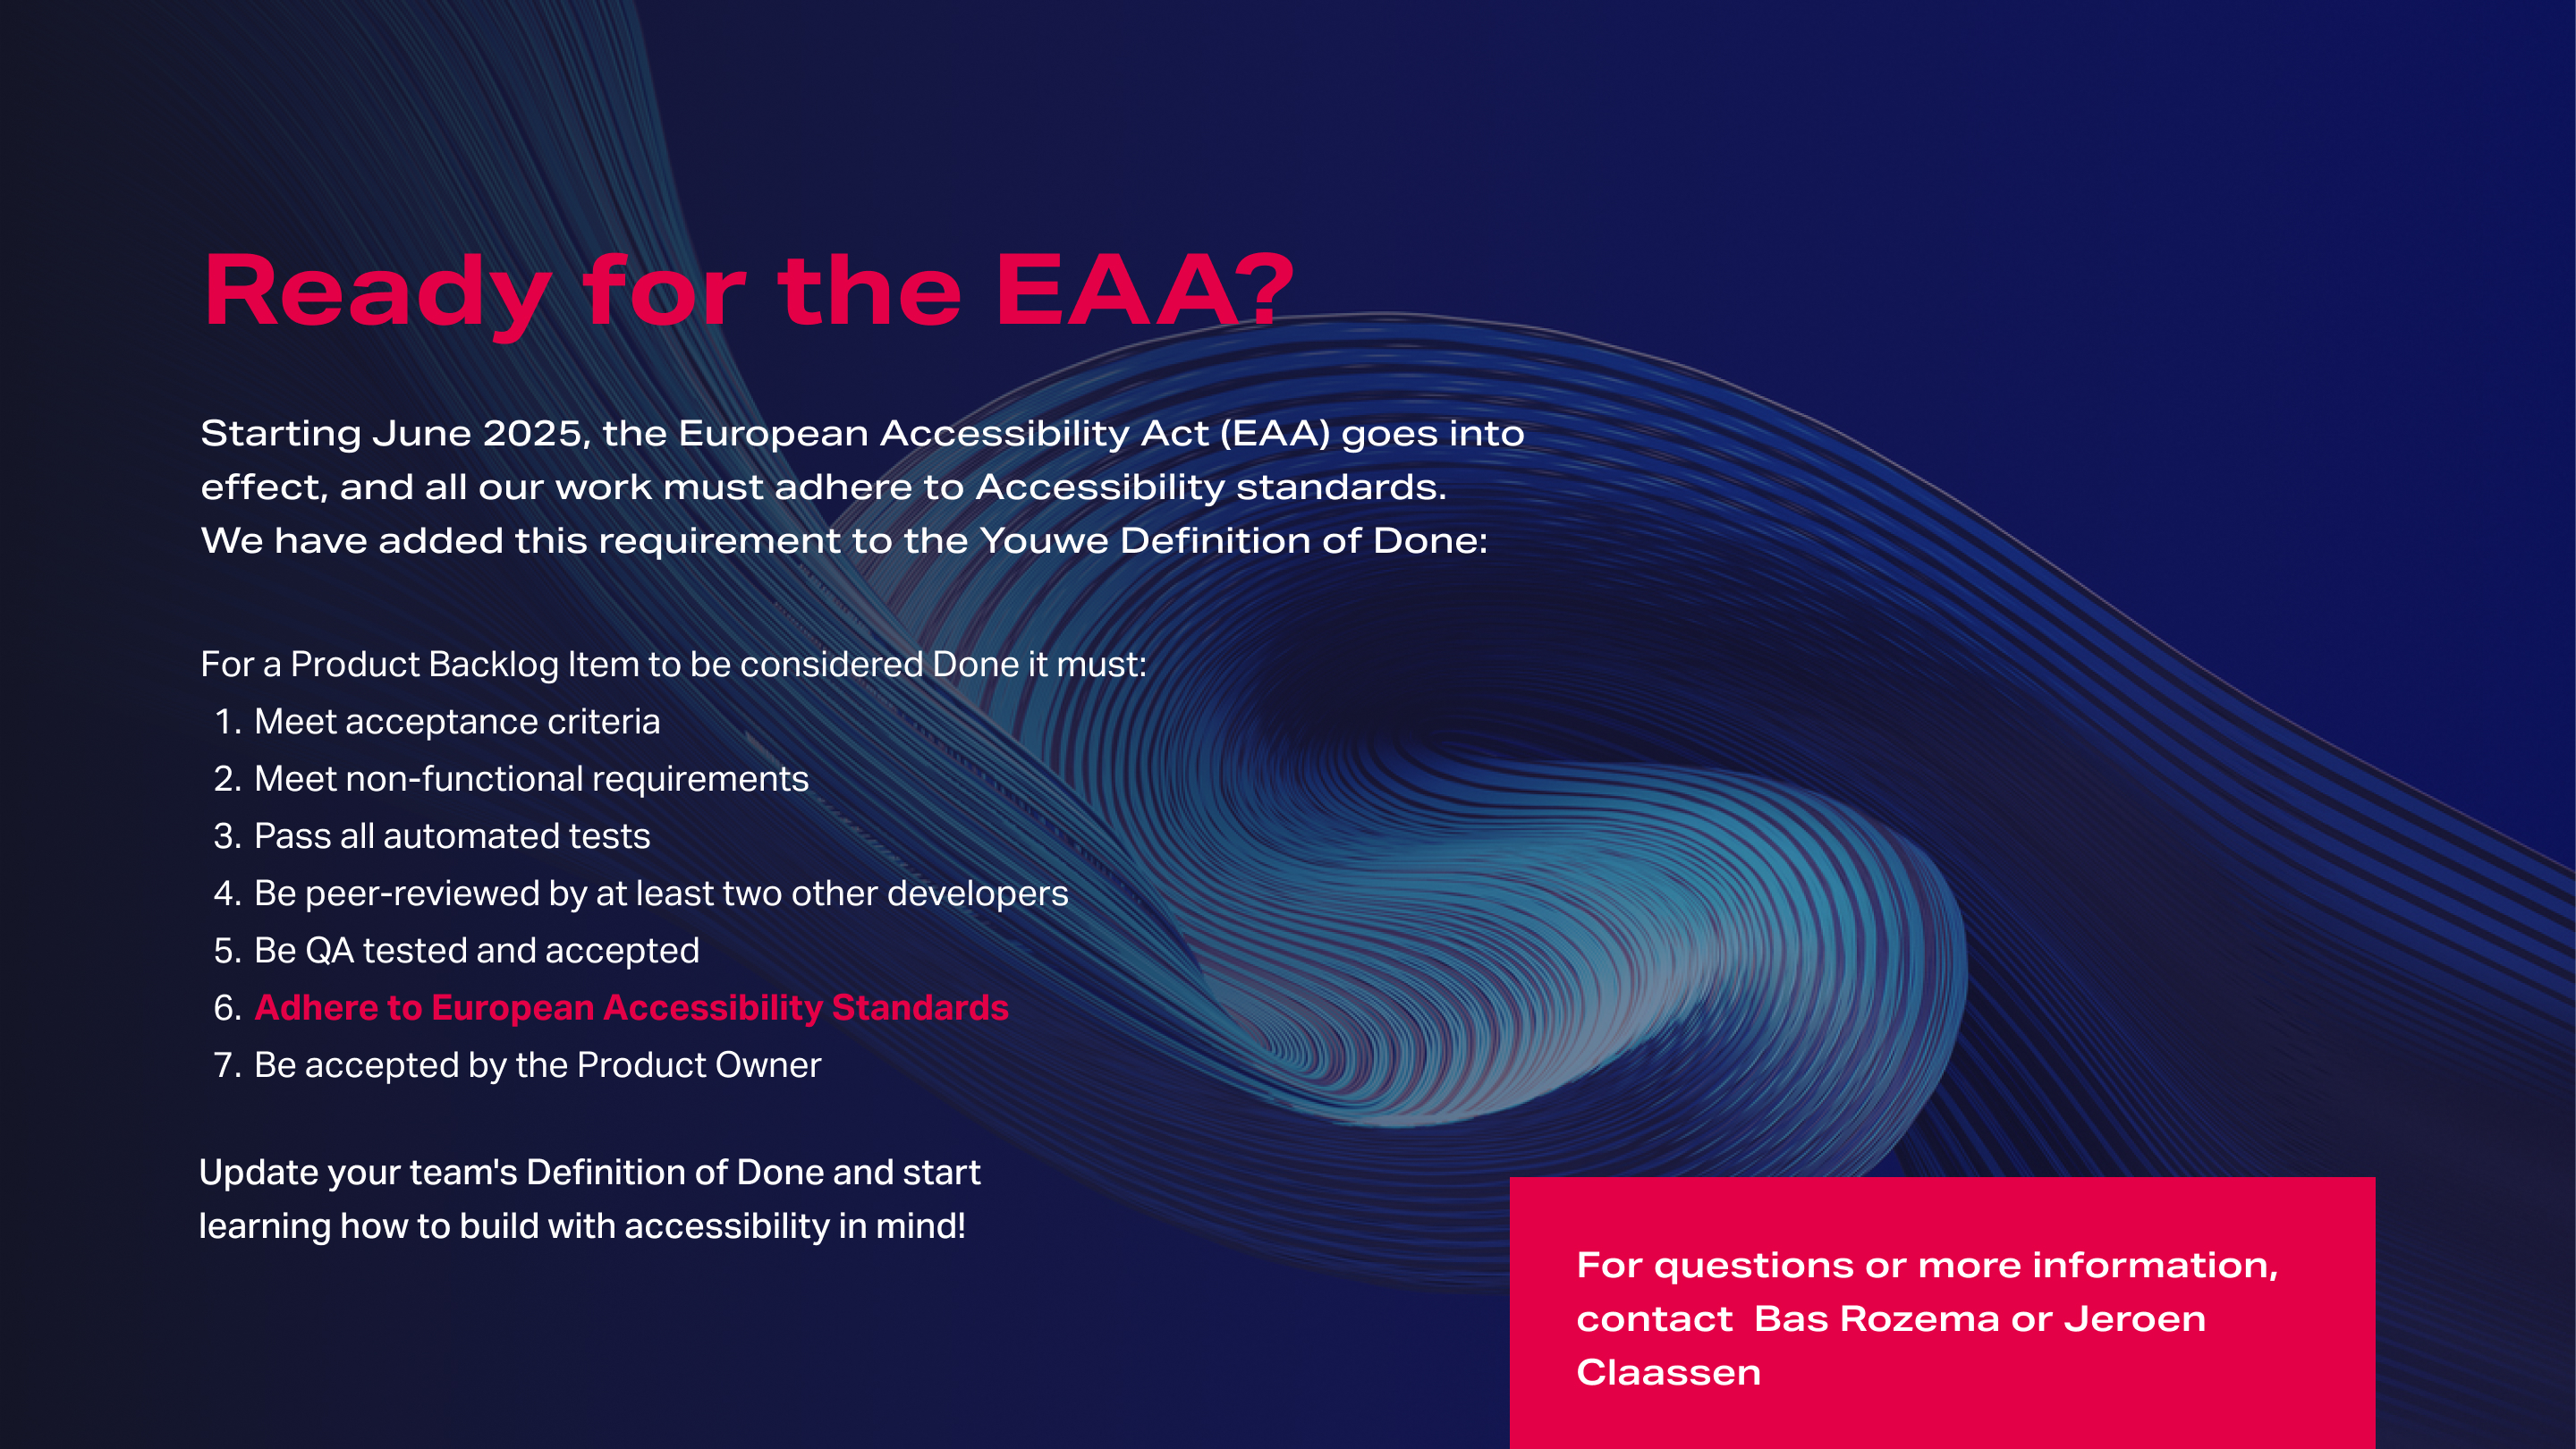 Ready for the EAA?
Starting June 2025, the European Accessibility Act (EAA) goes into
effect, and all our work must adhere to Accessibility standards.
We have added this requirement to the Youwe Definition of Done:
For a Product Backlog Item to be considered Done it must:
1. Meet acceptance criteria
2. Meet non-functional requirements
3. Pass all automated tests
4. Be peer-reviewed by at least two other developers
5. Be QA tested and accepted
6. Adhere to European Accessibility Standards
7. Be accepted by the Product Owner
Update your team's Definition of Done and start
learning how to build with accessibility in mind!
For questions or more information,
contact  Bas Rozema or Jeroen
Claassen